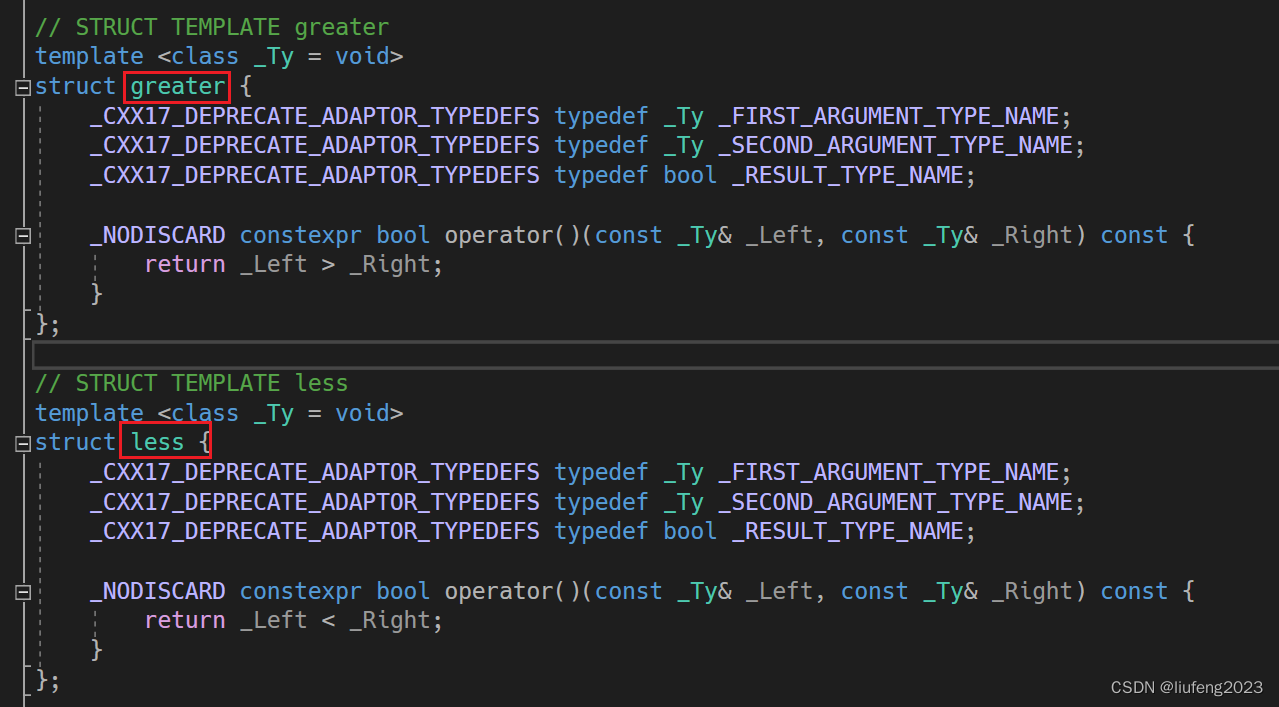 // STRUCT TEMPLATE greater
template <class _Ty = void>
struct greater {
    _CXX17_DEPRECATE_ADAPTOR_TYPEDEFS typedef _Ty _FIRST_ARGUMENT_TYPE_NAME;
    _CXX17_DEPRECATE_ADAPTOR_TYPEDEFS typedef _Ty _SECOND_ARGUMENT_TYPE_NAME;
    _CXX17_DEPRECATE_ADAPTOR_TYPEDEFS typedef bool _RESULT_TYPE_NAME;
    _NODISCARD constexpr bool operator()(const _Ty& _Left, const _Ty& _Right) const {
        return _Left > _Right;
    }
};
// STRUCT TEMPLATE less
template <class _Ty = void>
struct less {
    _CXX17_DEPRECATE_ADAPTOR_TYPEDEFS typedef _Ty _FIRST_ARGUMENT_TYPE_NAME;
    _CXX17_DEPRECATE_ADAPTOR_TYPEDEFS typedef _Ty _SECOND_ARGUMENT_TYPE_NAME;
    _CXX17_DEPRECATE_ADAPTOR_TYPEDEFS typedef bool _RESULT_TYPE_NAME;
    _NODISCARD constexpr bool operator()(const _Ty& _Left, const _Ty& _Right) const {
        return _Left < _Right;
    }
};
CSDN @liufeng2023